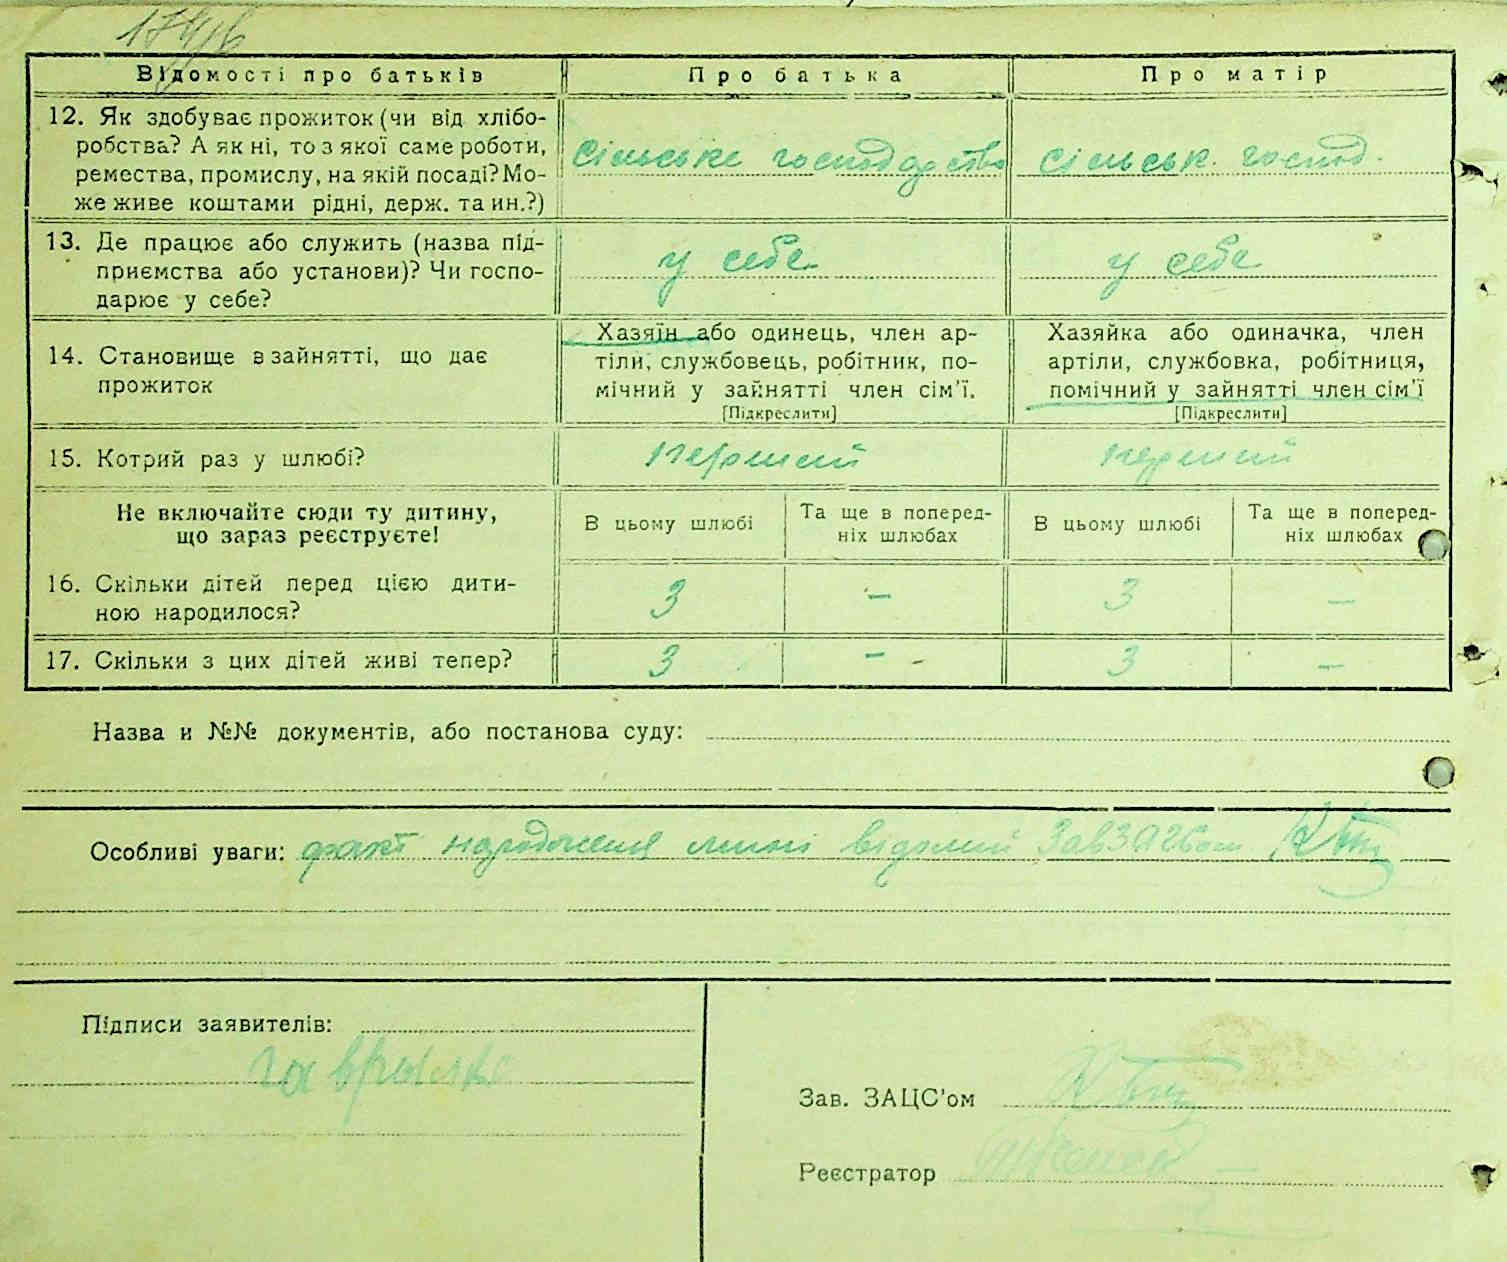 Відомості про батьків
Про батька
Про матір
12. Як здобуває прожиток (чи від хлібо-
робства? А як ні, то з якої саме роботи,
ремества, промислу, на якій посаді? Мо-
же живе коштами рідні, держ. та ин.?)
сільське господарство
сільськ. господ.
13. Де працює або служить (назва під-
приємства або установи)? Чи госпо-
дарює у себе?
у себе
у себе
14. Становище в зайнятті, що дає
прожиток
Хазяїн або одинець, член ар-
тіли, службовець, робітник, по-
мічний у зайнятті член сім'ї.
[Підкреслити]
Хазяйка або одиначка, член
артіли, службовка, робітниця,
помічний у зайнятті член сім'ї
[Підкреслити]
15. Котрий раз у шлюбі?
перший
перший
Не включайте сюди ту дитину,
що зараз реєструєте!
В цьому шлюбі
Та ще в поперед-
ніх шлюбах
В цьому шлюбі
Та ще в поперед-
ніх шлюбах
16. Скільки дітей перед цією дити-
ною народилося?
3
–
3
–
17. Скільки з цих дітей живі тепер?
3
–
3
–
Назва и №№ документів, або постанова суду:
Особливі уваги: факт народження мині відомий
Підписи заявителів:
Зав. ЗАЦС'ом
Реєстратор